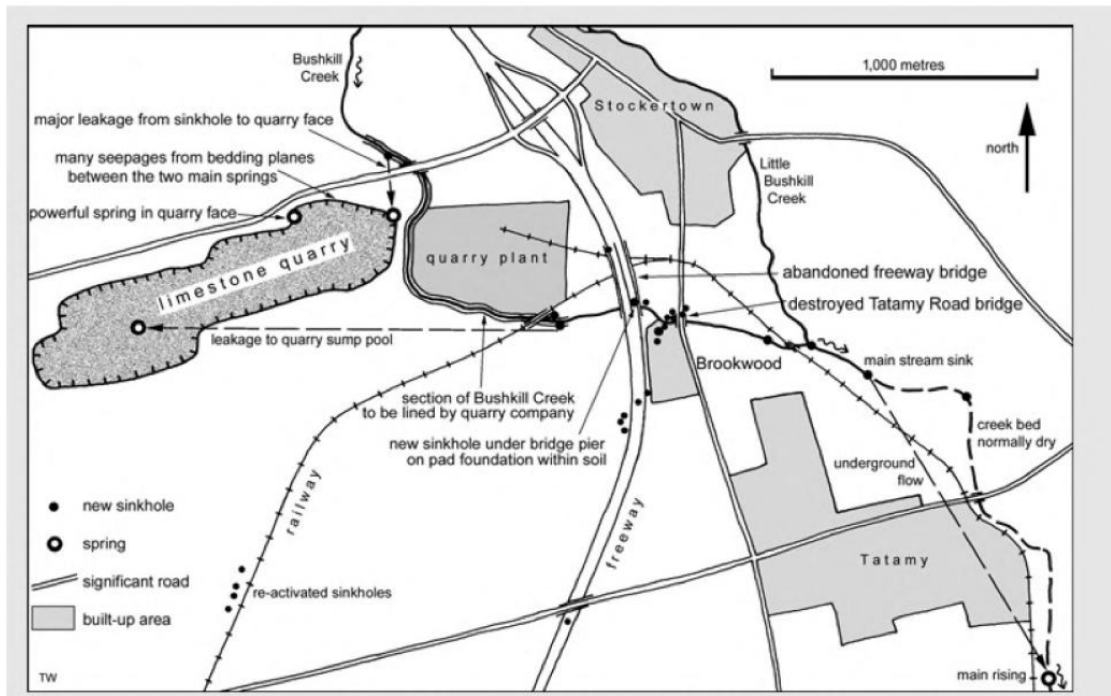 Bushkill
Creek
1,000 metres
Stockertown
major leakage from sinkhole to quarry face
many seepages from bedding planes
between the two main springs
north
Little
Bushkill
Creek
powerful spring in quarry face
limestone quarry
quarry plant
abandoned freeway bridge
destroyed Tatamy Road bridge
leakage to quarry sump pool
Brookwood
main stream sink
section of Bushkill Creek
to be lined by quarry company
creek bed
normally dry
new sinkhole under bridge pier
on pad foundation within soil
underground
flow
railway
freeway
new sinkhole
spring
significant road
built-up area
re-activated sinkholes
Tatamy
TW
main rising